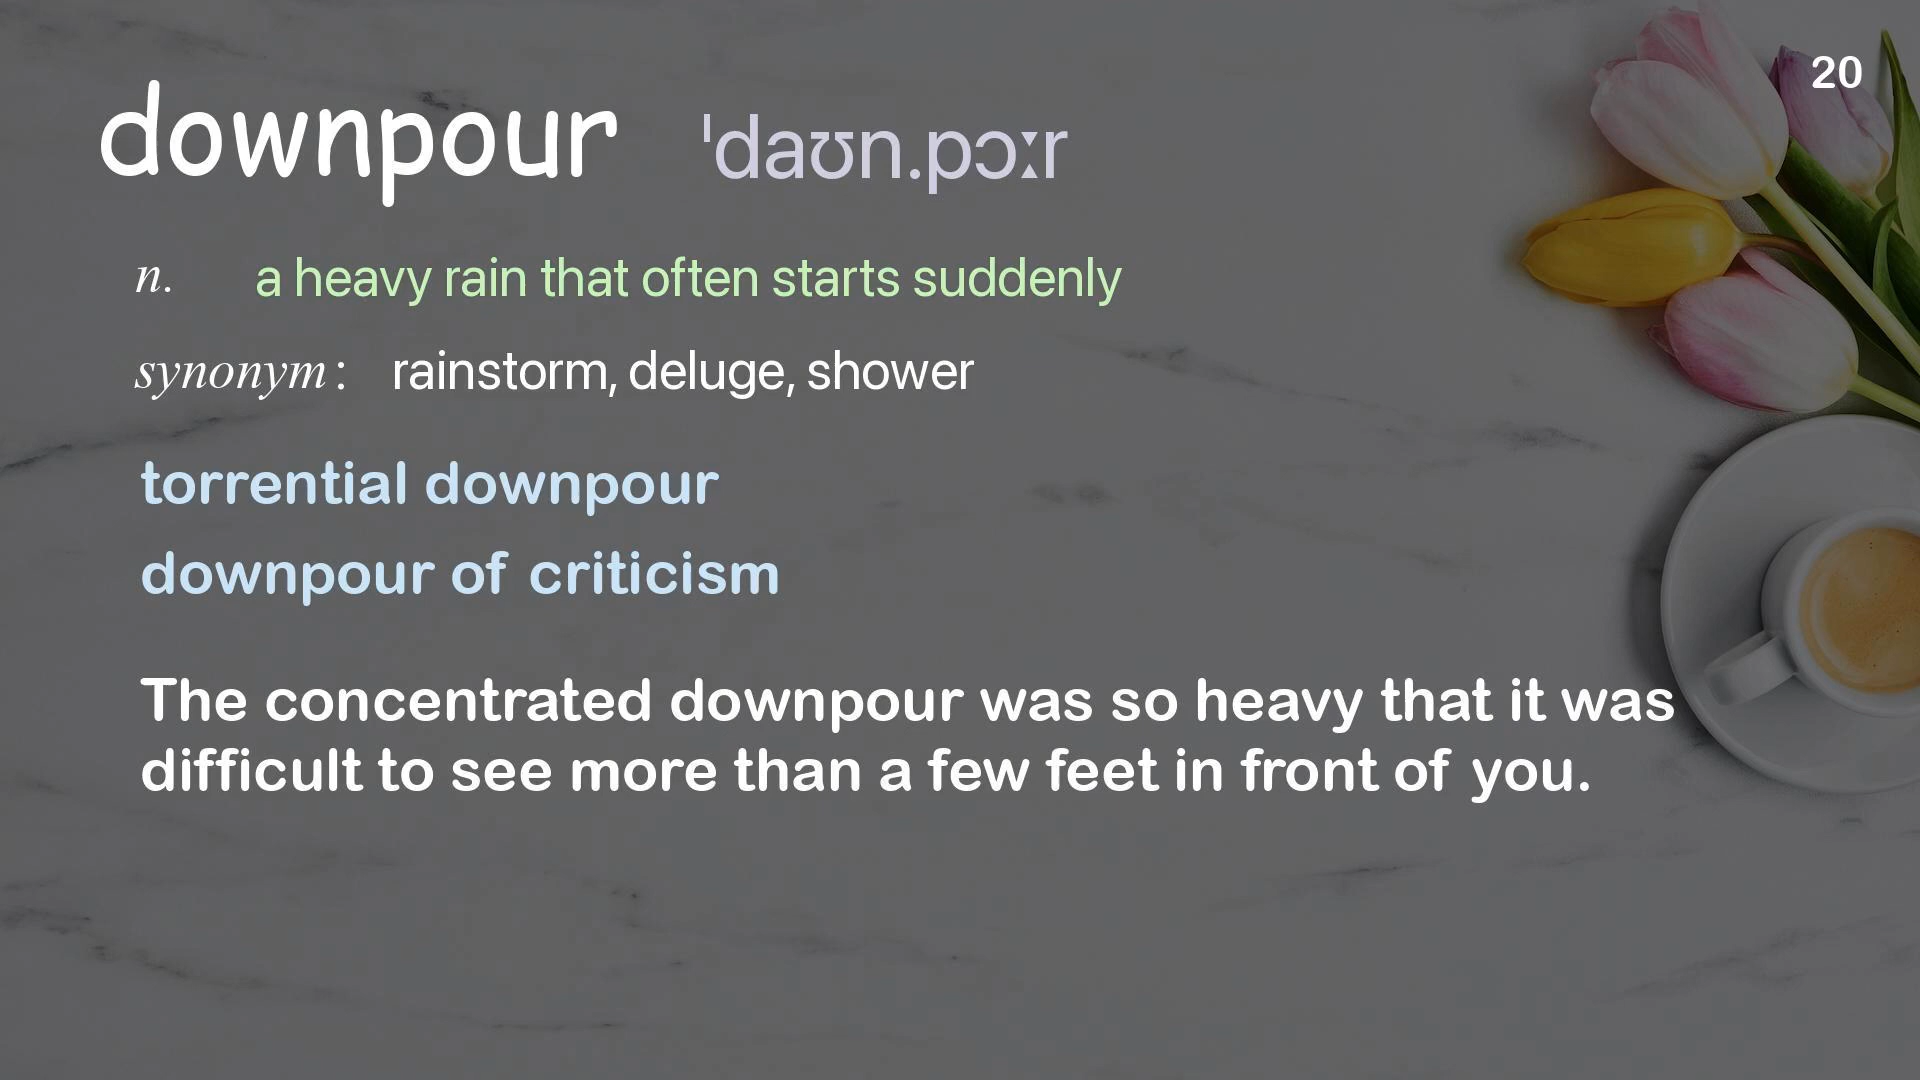 20
downpour ˈdaʊn.pɔːr
n. a heavy rain that often starts suddenly
synonym: rainstorm, deluge, shower
torrential downpour
downpour of criticism
The concentrated downpour was so heavy that it was
difficult to see more than a few feet in front of you.